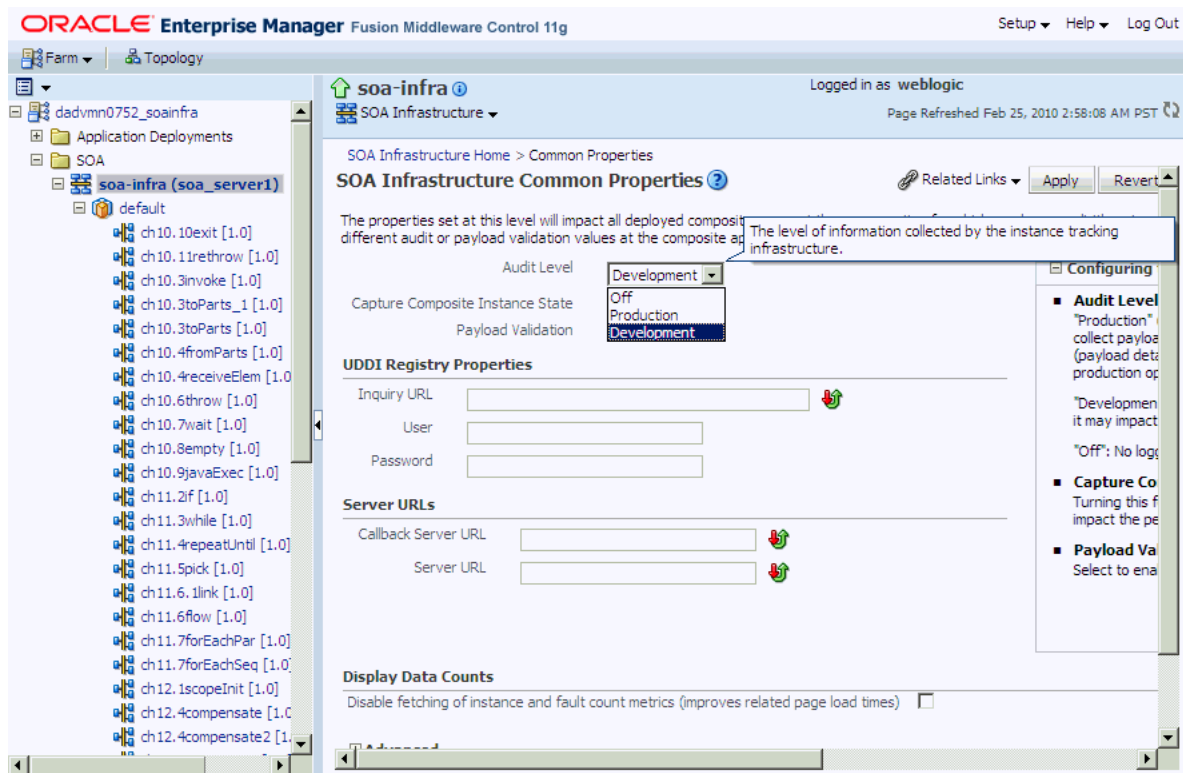 ORACLE Enterprise Manager Fusion Middleware Control 11g
Setup Help Log Out
Farm Topology
dadvmn0752_soainfra
Application Deployments
SOA
soa-infra (soa_server1)
default
ch10.10exit [1.0]
ch10.11rethrow [1.0]
ch10.3invoke [1.0]
ch10.3toParts_1 [1.0]
ch10.3toParts [1.0]
ch10.4fromParts [1.0]
ch10.4receiveElem [1.0
ch10.6throw [1.0]
ch10.7wait [1.0]
ch10.8empty [1.0]
ch10.9javaExec [1.0]
ch11.2if [1.0]
ch11.3while [1.0]
ch11.4repeatUntil [1.0]
ch11.5pick [1.0]
ch11.6.1link [1.0]
ch11.6flow [1.0]
ch11.7forEachPar [1.0]
ch11.7forEachSeq [1.0]
ch12.1scopeInit [1.0]
ch12.4compensate [1.0
ch12.4compensate2 [1.
soa-infra
Logged in as weblogic
SOA Infrastructure
Page Refreshed Feb 25, 2010 2:58:08 AM PST
SOA Infrastructure Home > Common Properties
SOA Infrastructure Common Properties
Related Links Apply Revert
The properties set at this level will impact all deployed
different audit or payload validation values at the composite
The level of information collected by the instance tracking
infrastructure.
Audit Level Development
Off
Production
Development
Capture Composite Instance State
Payload Validation
UDDI Registry Properties
Inquiry URL
User
Password
Server URLs
Callback Server URL
Server URL
Display Data Counts
Disable fetching of instance and fault count metrics (improves related page load times)
Configuring
Audit Level
"Production"
collect payloa
(payload deta
production op
"Developmen
it may impact
"Off": No logg
Capture Co
Turning this f
impact the pe
Payload Va
Select to ena